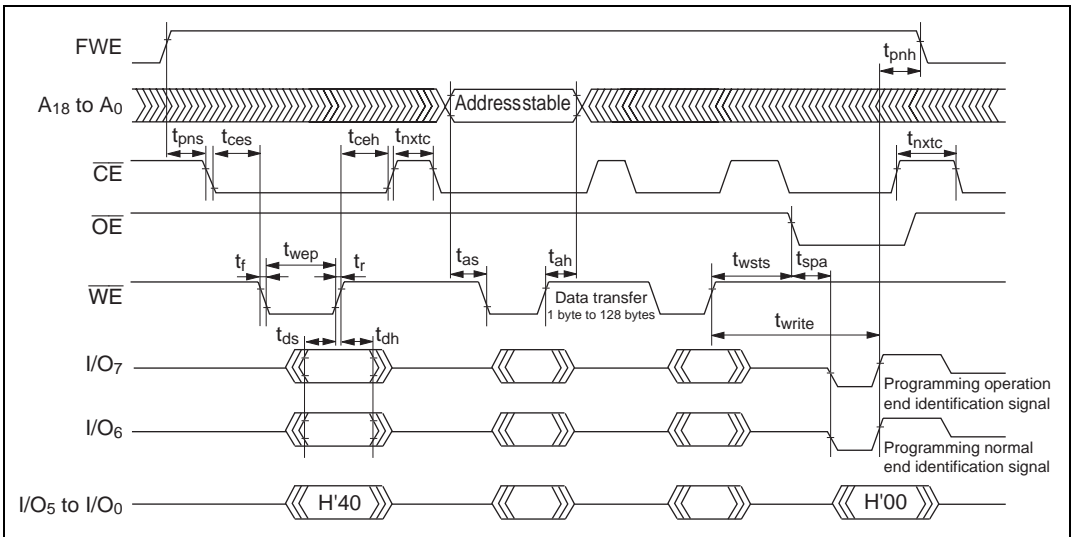 FWE
tpnh
A18 to A0
Addressstable
tpns
tces
tceh
tnxtc
tnxtc
CE
OE
tf
twep
tr
tas
tah
twsts
tspa
WE
Data transfer
1 byte to 128 bytes
twrite
tds
tdh
I/O7
Programming operation
end identification signal
I/O6
Programming normal
end identification signal
I/O5 to I/O0
H'40
H'00